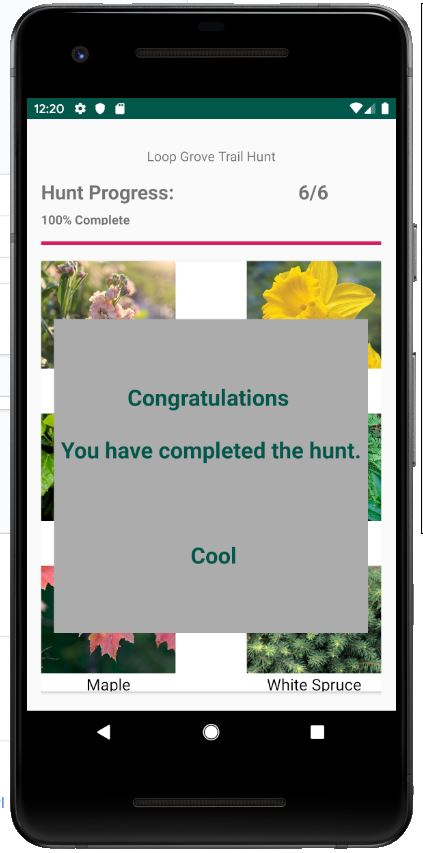 12:20
Loop Grove Trail Hunt
Hunt Progress: 6/6
100% Complete
Congratulations
You have completed the hunt.
Cool
Maple White Spruce